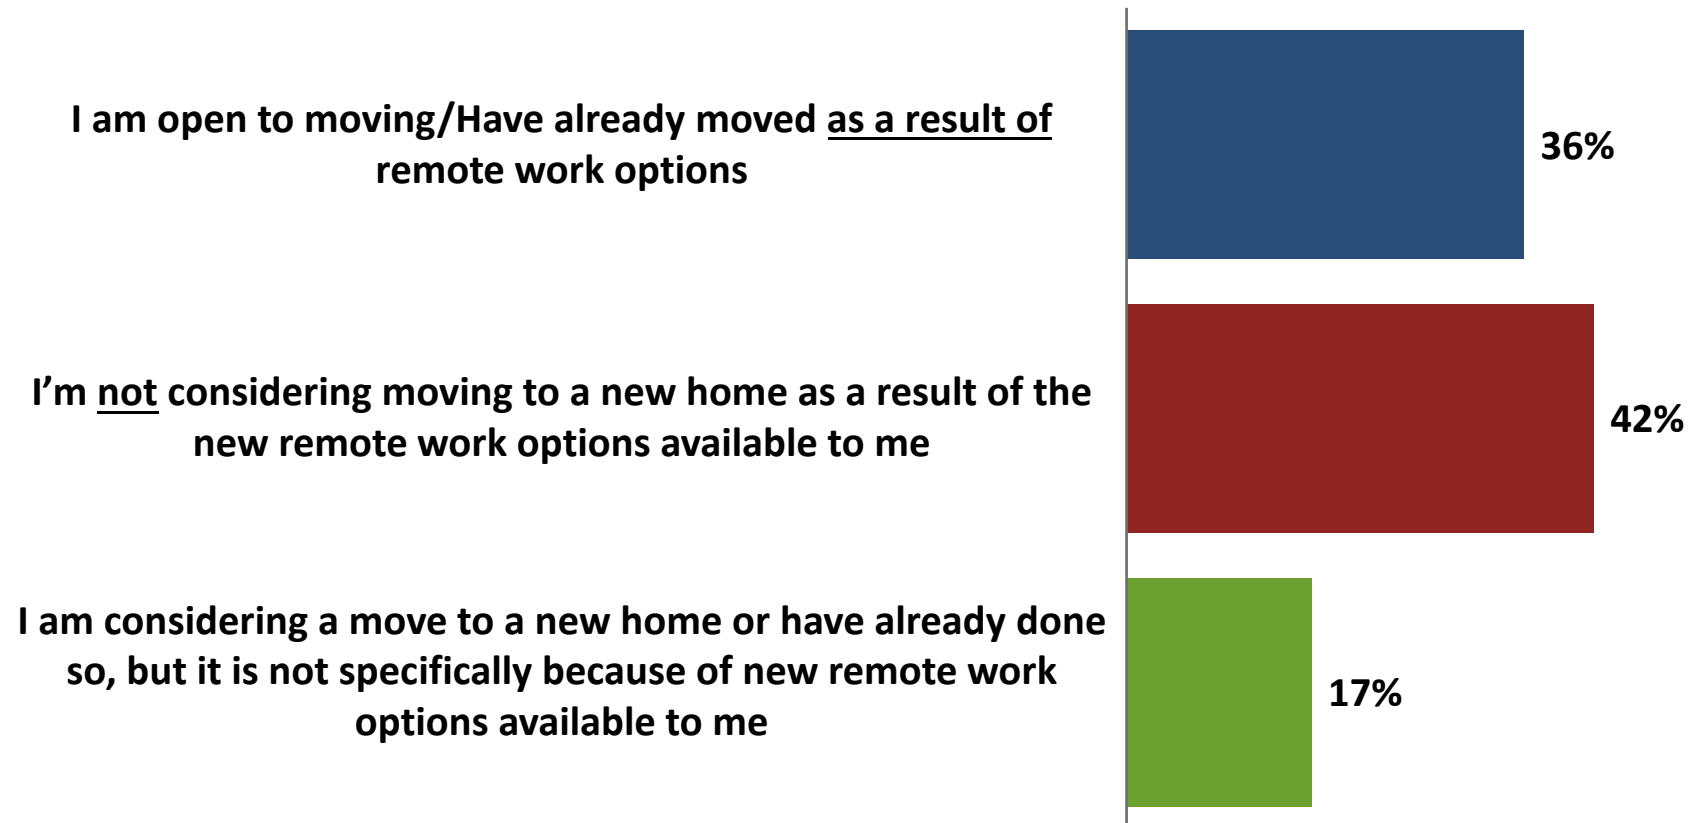 I am open to moving/Have already moved as a result of
remote work options
36%
I’m not considering moving to a new home as a result of the
new remote work options available to me
42%
I am considering a move to a new home or have already done
so, but it is not specifically because of new remote work
options available to me
17%